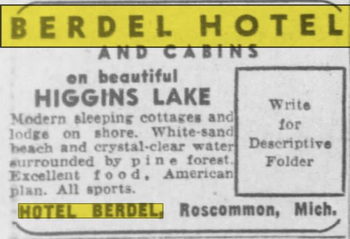 BERDEL HOTEL
AND CABINS
on beautiful
HIGGINS LAKE
Modern sleeping cottages and
lodge on shore. White-sand
beach and crystal-clear water
surrounded by pine forest.
Excellent food, American
plan. All sports.
Write
for
Descriptive
Folder
HOTEL BERDEL, Roscommon, Mich.